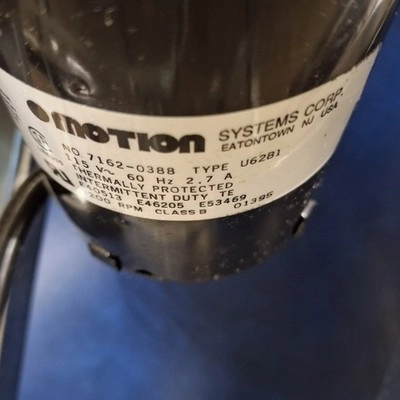 MOTION SYSTEMS CORP.
EATONTOWN NJ USA
NO. 7162-0388 TYPE U62B1
115 V~ 60 Hz 2.7 A
THERMALLY PROTECTED
INTERMITTENT DUTY TE
E46205 E53469
RPM CLASS B 01395